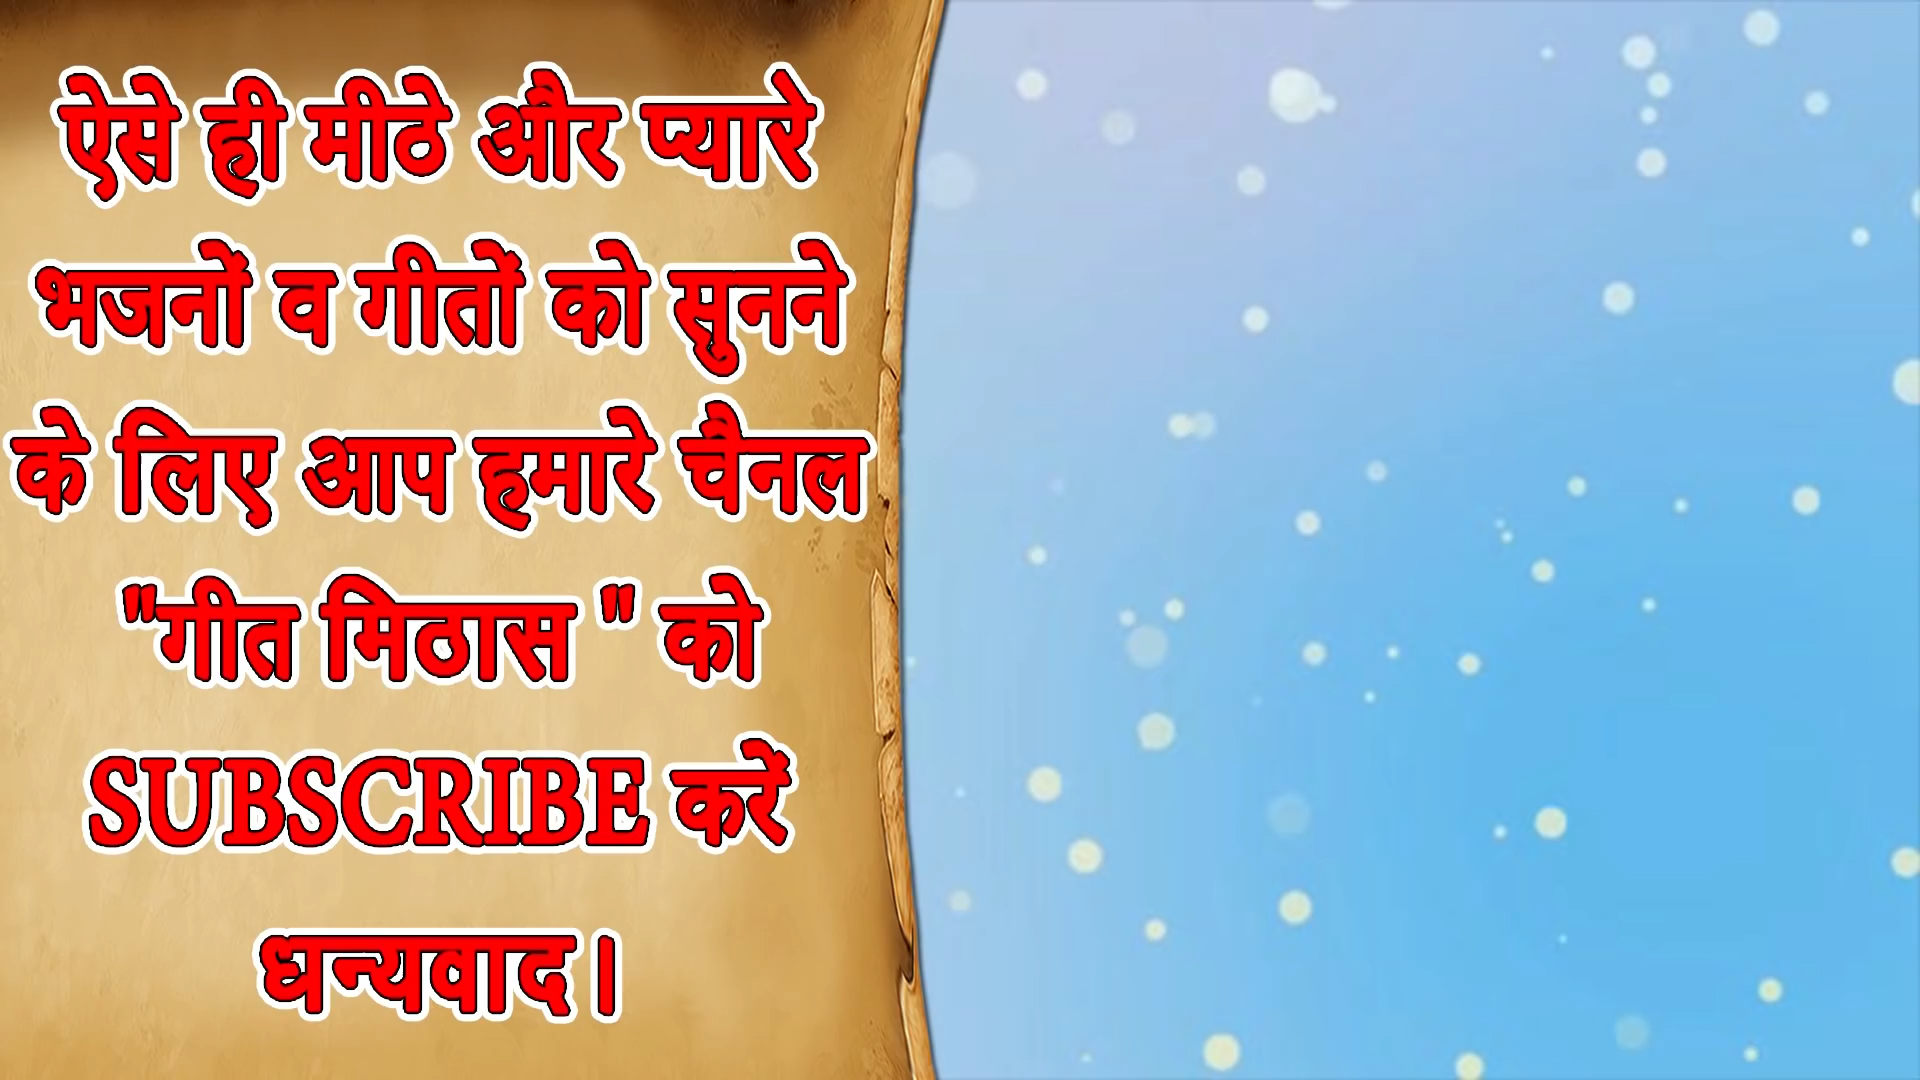 ऐसे ही मीठे और प्यारे
भजनों व गीतों को सुनने
के लिए आप हमारे चैनल
"गीत मिठास " को
SUBSCRIBE करें
धन्यवाद।